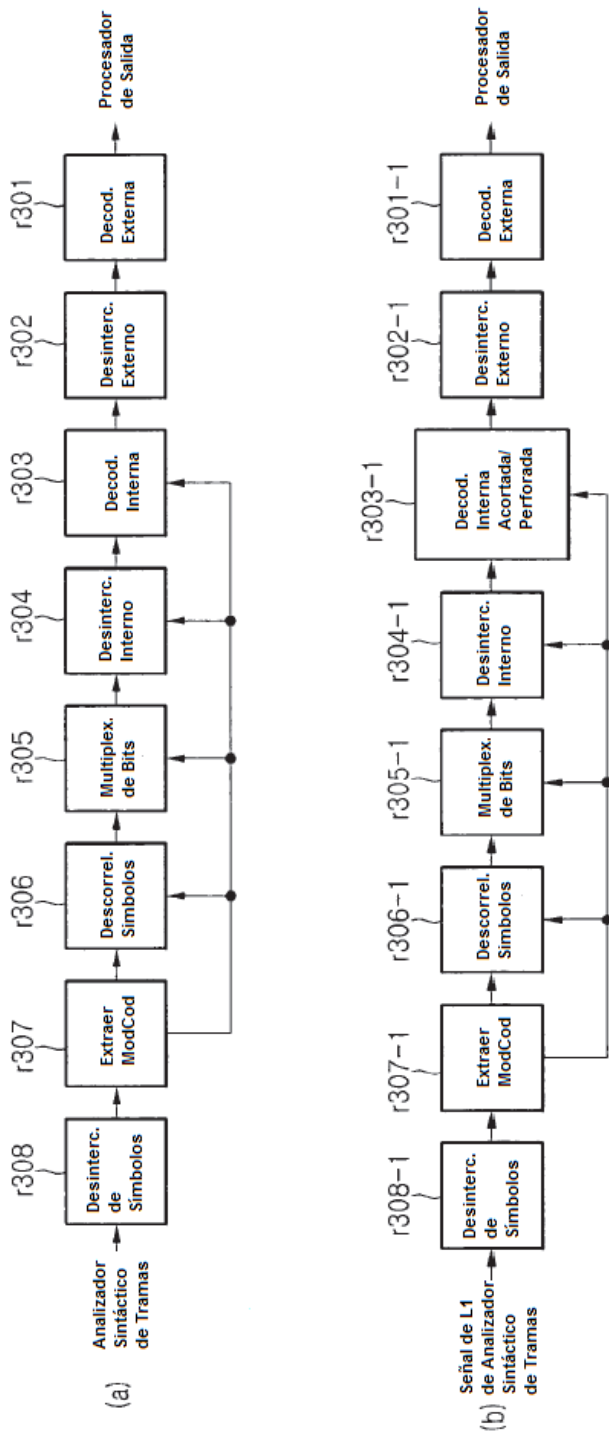 (a)
Analizador
Sintáctico
de Tramas
r308
Desinterc.
de
Símbolos
r307
Extraer
ModCod
r306
Descorrel.
Símbolos
r305
Multiplex.
de Bits
r304
Desinterc.
Interno
r303
Decod.
Interna
r302
Desinterc.
Externo
r301
Decod.
Externa
Procesador
de Salida
(b)
Señal de L1
de Analizador
Sintáctico
de Tramas
r308-1
Desinterc.
de
Símbolos
r307-1
Extraer
ModCod
r306-1
Descorrel.
Símbolos
r305-1
Multiplex.
de Bits
r304-1
Desinterc.
Interno
r303-1
Decod.
Interna
Acortada/
Perforada
r302-1
Desinterc.
Externo
r301-1
Decod.
Externa
Procesador
de Salida